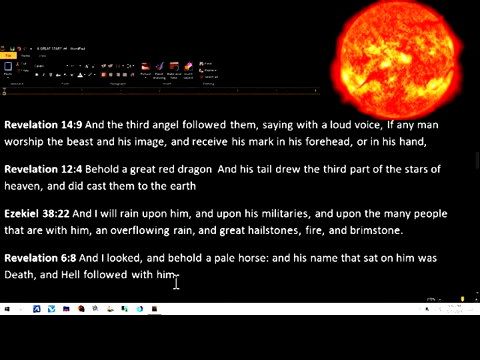 A GREAT START
Revelation 14:9 And the third angel followed them, saying with a loud voice, If any man
worship the beast and his image, and receive his mark in his forehead, or in his hand,
Revelation 12:4 Behold a great red dragon And his tail drew the third part of the stars of
heaven, and did cast them to the earth
Ezekiel 38:22 And I will rain upon him, and upon his militaries, and upon the many people
that are with him, an overflowing rain, and great hailstones, fire, and brimstone.
Revelation 6:8 And I looked, and behold a pale horse: and his name that sat on him was
Death, and Hell followed with him